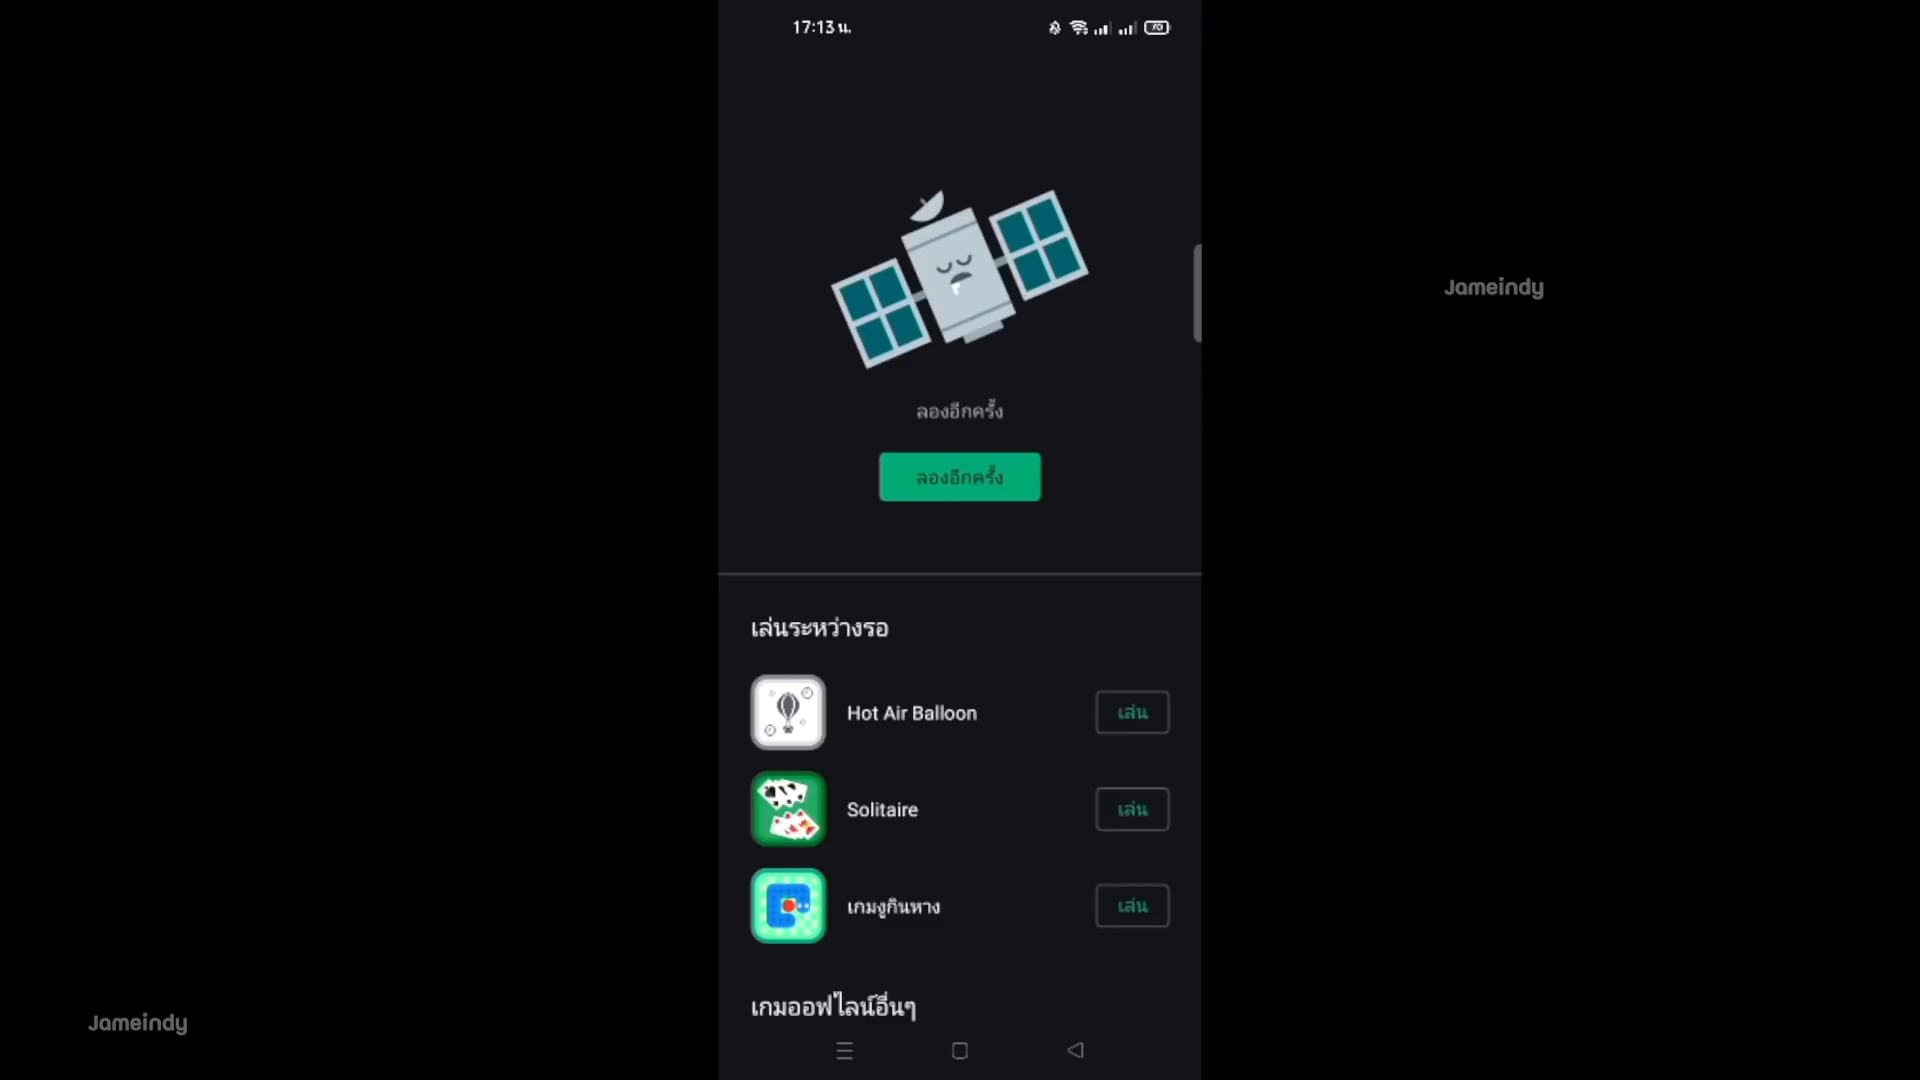 17:13 น.
70
Jameindy
ลองอีกครั้ง
ลองอีกครั้ง
เล่นระหว่างรอ
Hot Air Balloon
เล่น
Solitaire
เล่น
เกมงูกินหาง
เล่น
เกมออฟไลน์อื่นๆ
Jameindy